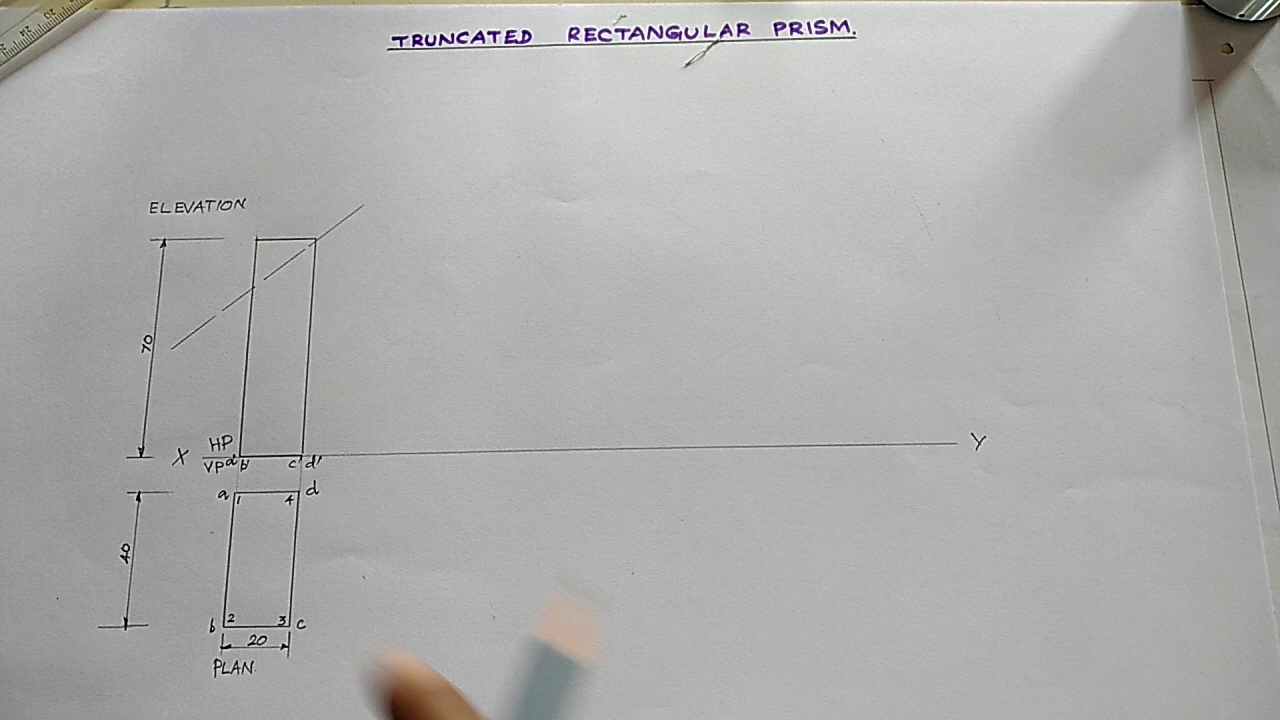 TRUNCATED RECTANGULAR PRISM.
ELEVATION
70
X HP Y
VP a' b' c' d'
a 1 4 d
40
b 2 3 c
20
PLAN